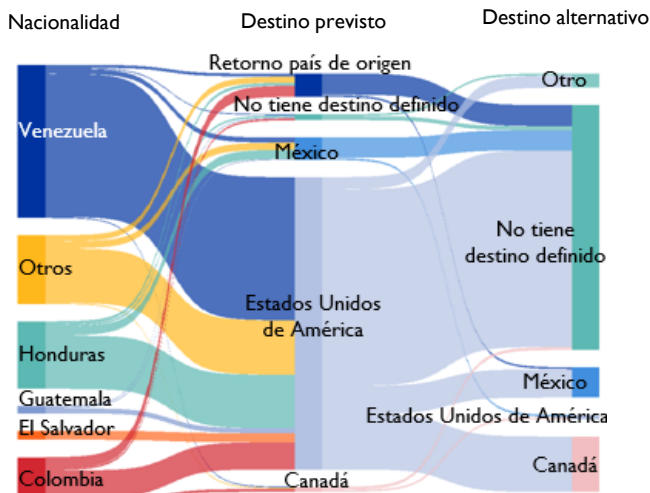 Nacionalidad
Destino previsto
Destino alternativo
Venezuela
Otros
Honduras
Guatemala
El Salvador
Colombia
Retorno país de origen
No tiene destino definido
México
Estados Unidos
de América
Canadá
Otro
No tiene
destino definido
México
Estados Unidos de América
Canadá